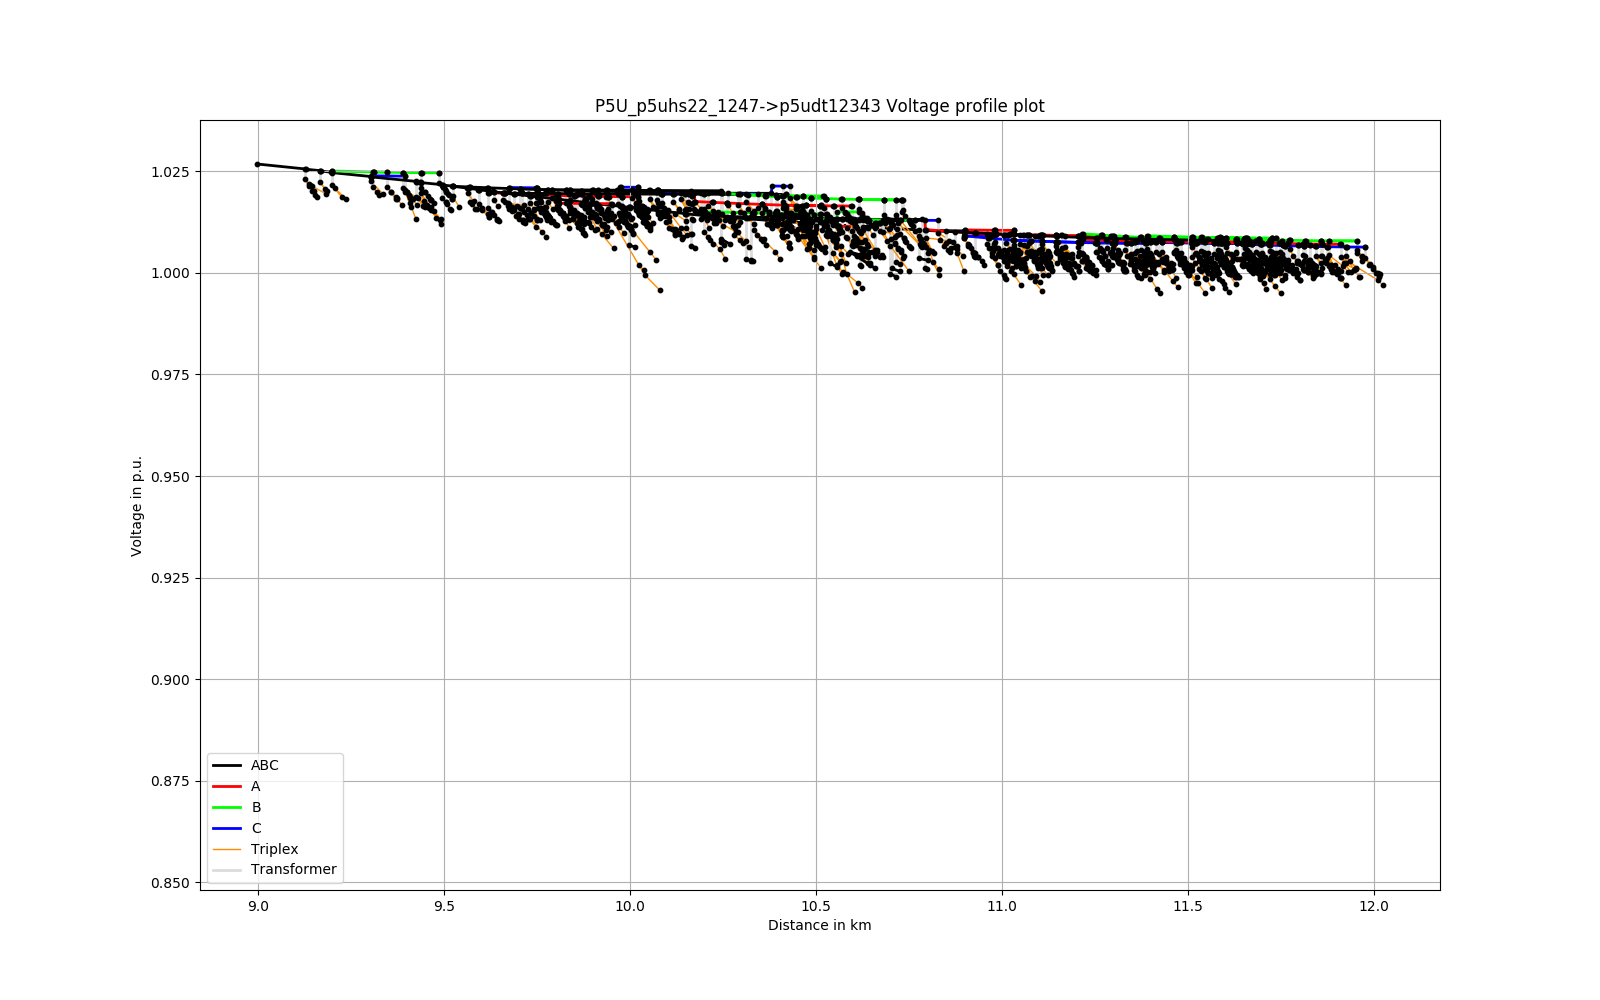 P5U_p5uhs22_1247->p5udt12343 Voltage profile plot
1.025
1.000
0.975
0.950
0.925
0.900
0.875
0.850
Voltage in p.u.
ABC
A
B
C
Triplex
Transformer
9.0 9.5 10.0 10.5 11.0 11.5 12.0
Distance in km